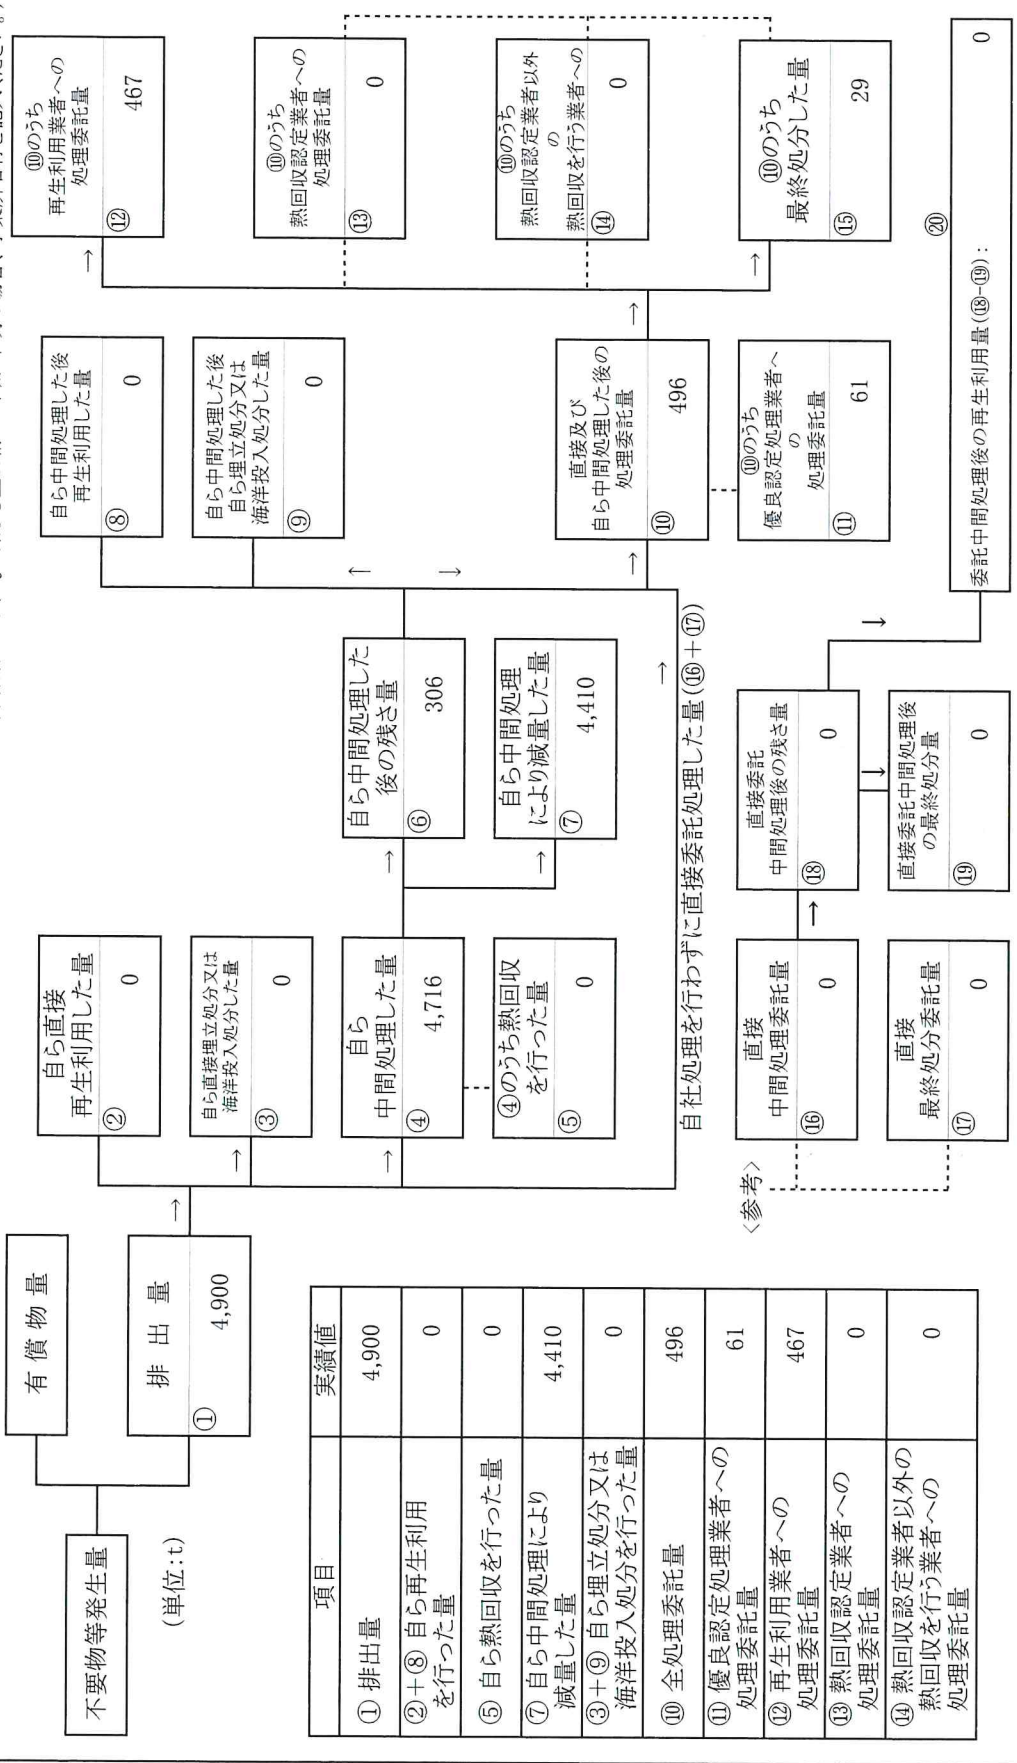 不要物等発生量
(単位:t)
有償物量
排出量
①
4,900
自ら直接
再生利用した量
②
0
自ら直接埋立処分又は
海洋投入処分した量
③
0
自ら
中間処理した量
④
4,716
④のうち熱回収
を行った量
⑤
0
自ら中間処理した
後の残さ量
⑥
306
自ら中間処理
により減量した量
⑦
4,410
自ら中間処理した後
再生利用した量
⑧
0
自ら中間処理した後
自ら埋立処分又は
海洋投入処分した量
⑨
0
直接及び
自ら中間処理した後の
処理委託量
⑩
496
⑩のうち
優良認定処理業者へ
の
処理委託量
⑪
61
⑩のうち
再生利用業者への
処理委託量
⑫
467
⑩のうち
熱回収認定業者への
処理委託量
⑬
0
⑩のうち
熱回収認定業者以外
の
熱回収を行う業者への
⑭
0
⑩のうち
最終処分した量
⑮
29
自社処理を行わずに直接委託処理した量(⑯+⑰)
<参考>
直接
中間処理委託量
⑯
0
直接
最終処分委託量
⑰
0
直接委託
中間処理後の残さ量
⑱
0
直接委託中間処理後
の最終処分量
⑲
0
⑳
委託中間処理後の再生利用量(⑱-⑲): 0
項目 実績値
①排出量 4,900
②+⑧ 自ら再生利用
を行った量 0
⑤ 自ら熱回収を行った量 0
⑦ 自ら中間処理により
減量した量 4,410
③+⑨ 自ら埋立処分又は
海洋投入処分を行った量 0
⑩ 全処理委託量 496
⑪ 優良認定処理業者への
処理委託量 61
⑫ 再生利用業者への
処理委託量 467
⑬ 熱回収認定業者への
処理委託量 0
⑭ 熱回収認定業者以外の
熱回収を行う業者への
処理委託量 0